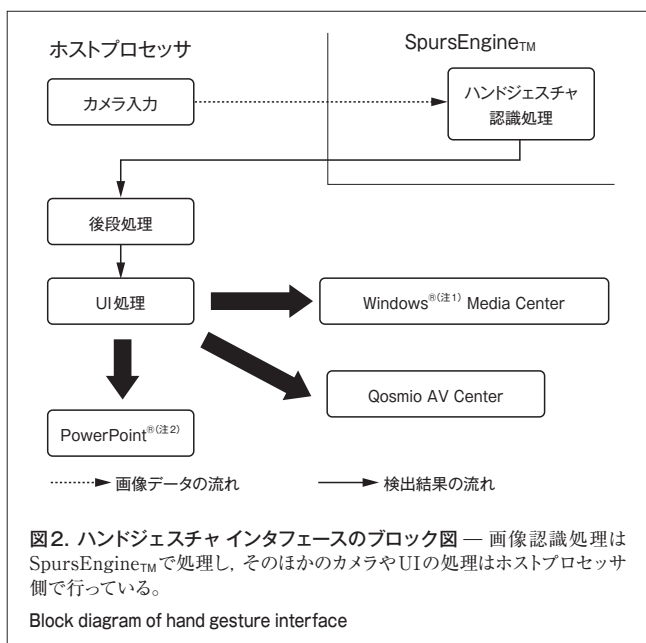 ホストプロセッサ
SpursEngineTM
カメラ入力
ハンドジェスチャ
認識処理
後段処理
UI処理
Windows®(注1) Media Center
Qosmio AV Center
PowerPoint®(注2)
画像データの流れ
検出結果の流れ
図2.ハンドジェスチャ インタフェースのブロック図 — 画像認識処理は
SpursEngineTMで処理し,そのほかのカメラやUIの処理はホストプロセッサ
側で行っている。
Block diagram of hand gesture interface